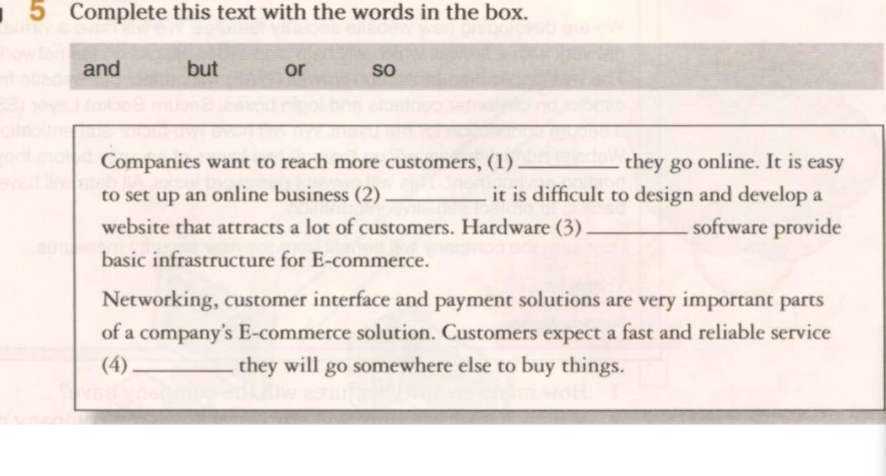 5 Complete this text with the words in the box.
and but or so
Companies want to reach more customers, (1) __________ they go online. It is easy
to set up an online business (2) __________ it is difficult to design and develop a
website that attracts a lot of customers. Hardware (3) __________ software provide
basic infrastructure for E-commerce.
Networking, customer interface and payment solutions are very important parts
of a company's E-commerce solution. Customers expect a fast and reliable service
(4) __________ they will go somewhere else to buy things.